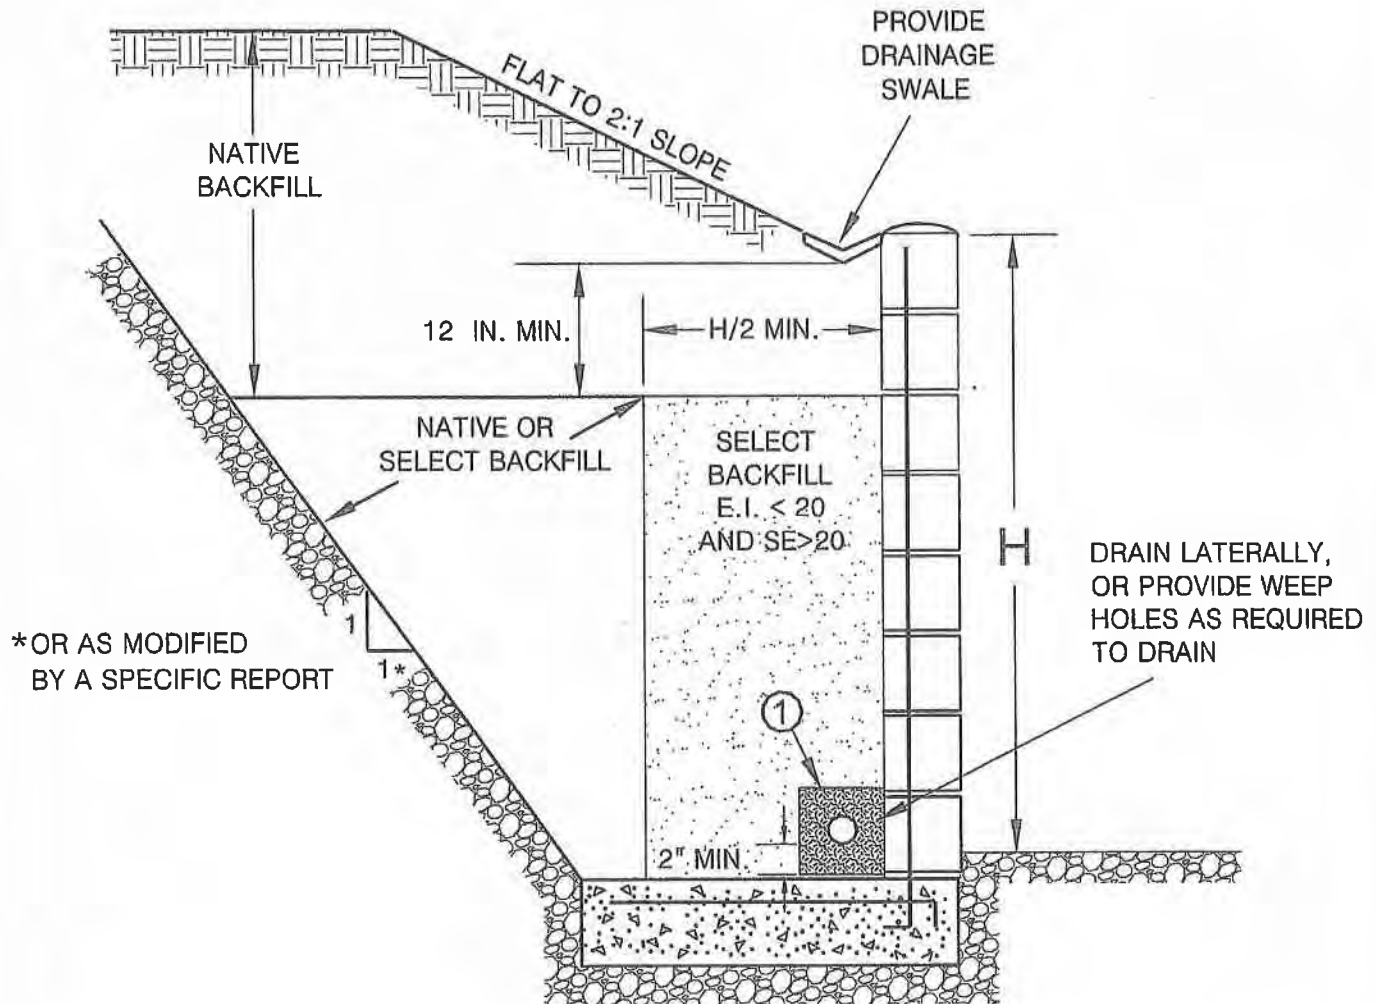 PROVIDE
DRAINAGE
SWALE
FLAT TO 2:1 SLOPE
NATIVE
BACKFILL
12 IN. MIN.
H/2 MIN.
NATIVE OR
SELECT BACKFILL
SELECT
BACKFILL
E.I. < 20
AND SE>20
H
DRAIN LATERALLY,
OR PROVIDE WEEP
HOLES AS REQUIRED
TO DRAIN
1
1*
*OR AS MODIFIED
BY A SPECIFIC REPORT
1
2" MIN.